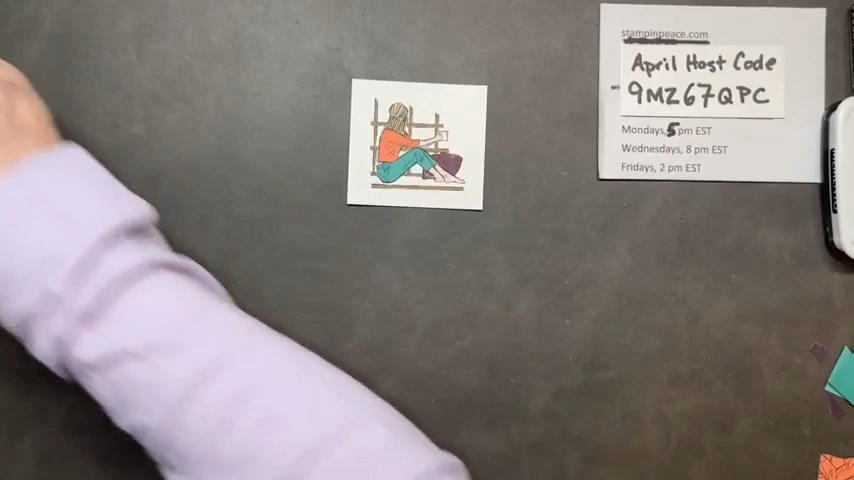 stampinpeace.com
April Host Code
9MZ67QPC
Mondays, 5 pm EST
Wednesdays, 8 pm EST
Fridays, 2 pm EST